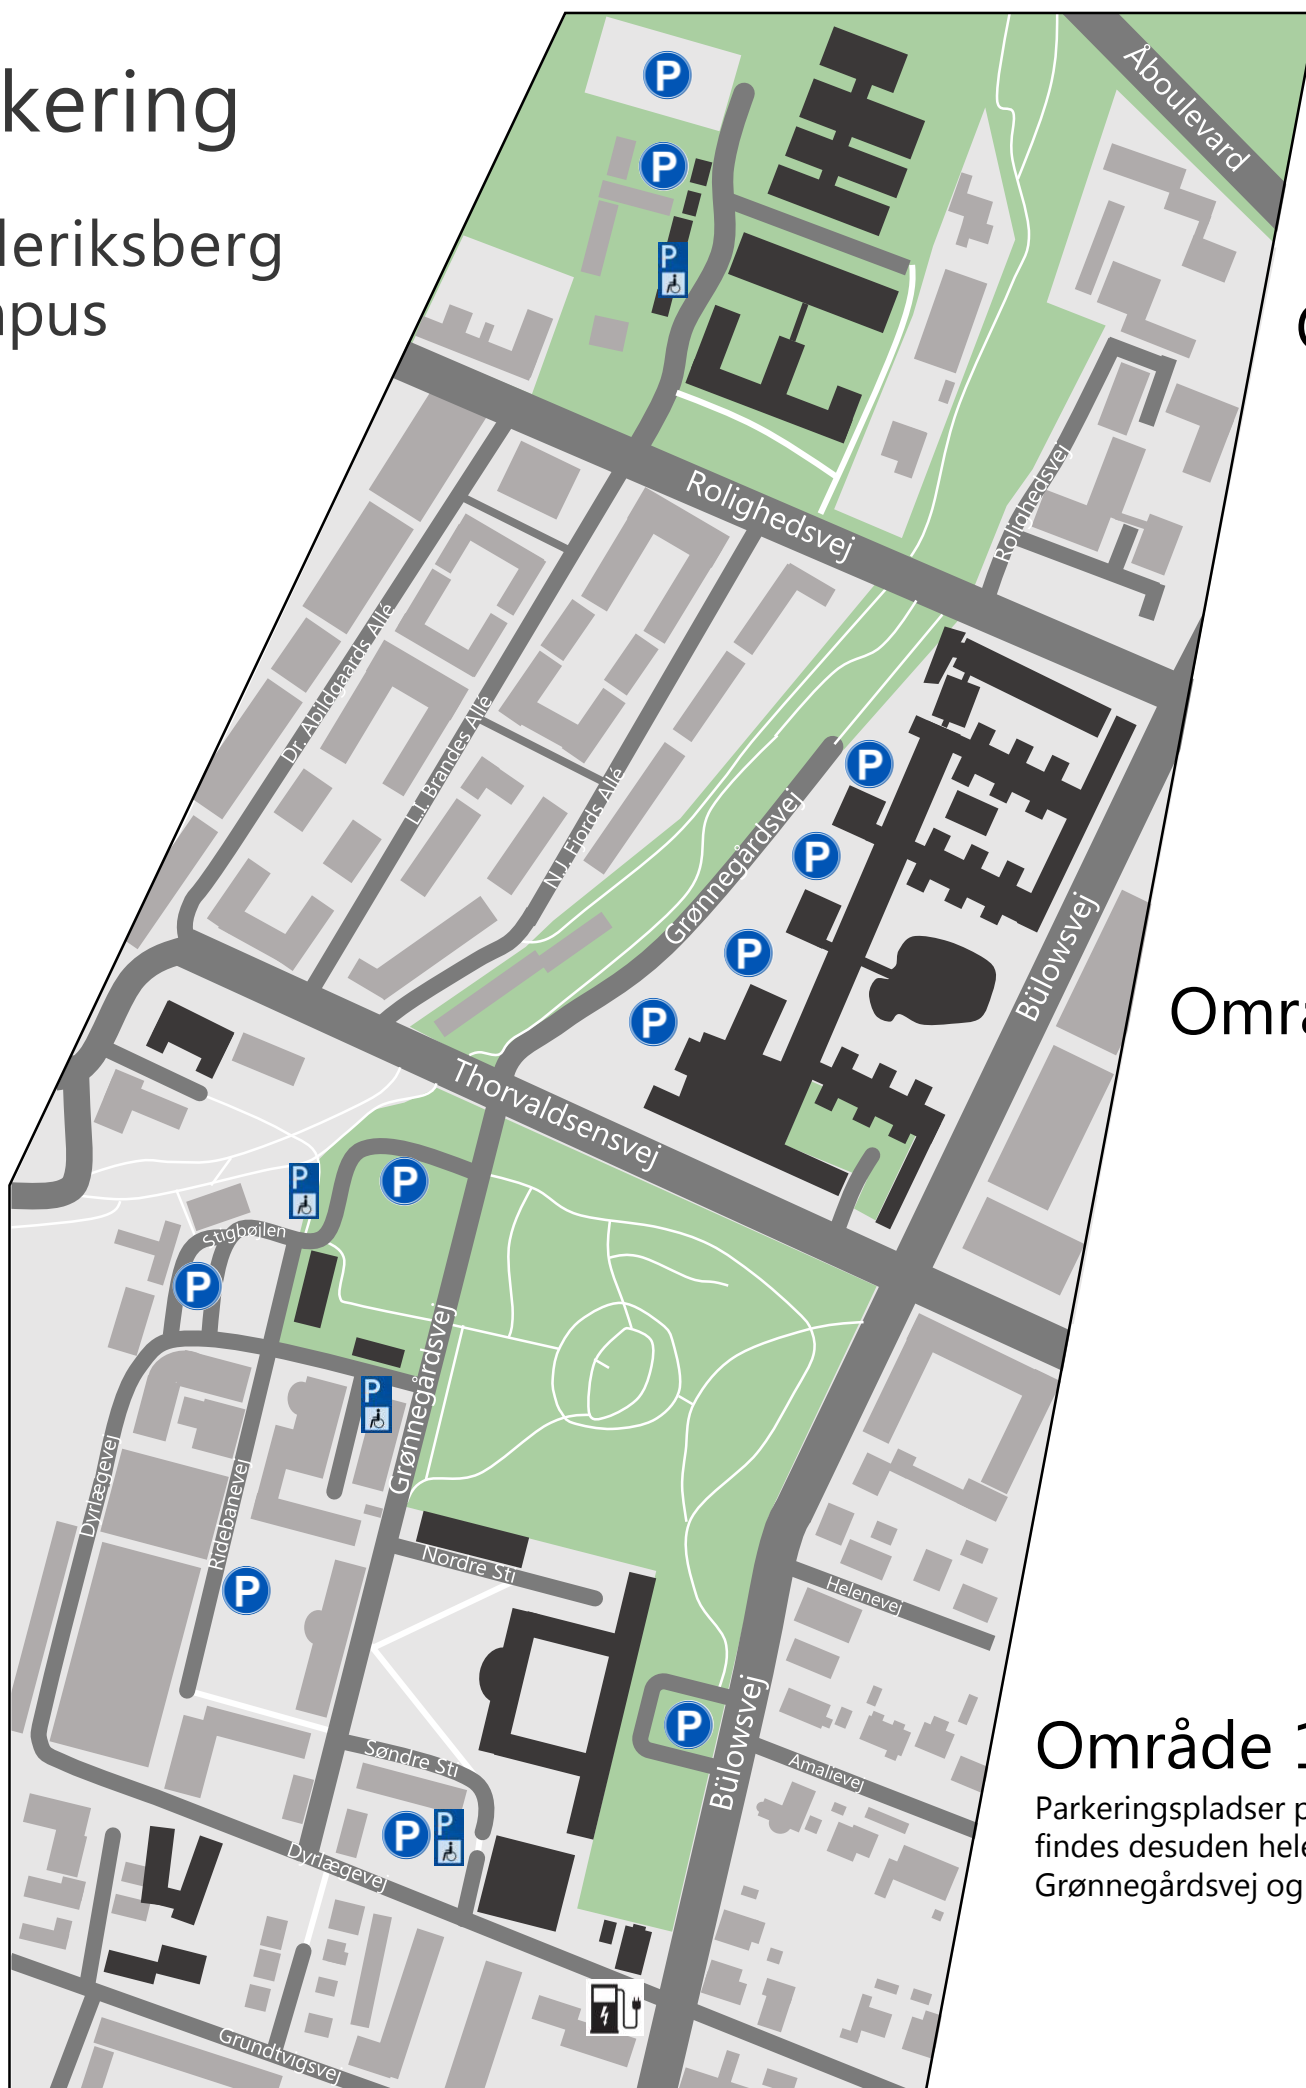 kering
leriksberg
pus
Åboulevard
P
P
P
Rolighedsvej
Rolighedsvej
Dr. Abildgaards Allé
L.I. Brandes Allé
N.J. Fjords Allé
P
Grønnegårdsvej
P
P
P
Bülowsvej
Områ
Thorvaldsensvej
P
P
Stigbøjlen
P
Grønnegårdsvej
P
Dyrlægevej
Ridebanevej
P
Nordre Sti
Helenevej
P
Bülowsvej
Søndre Sti
Amalievej
Område 1
Parkeringspladser p
findes desuden hele
Grønnegårdsvej og
P
P
Dyrlægevej
Grundtvigsvej